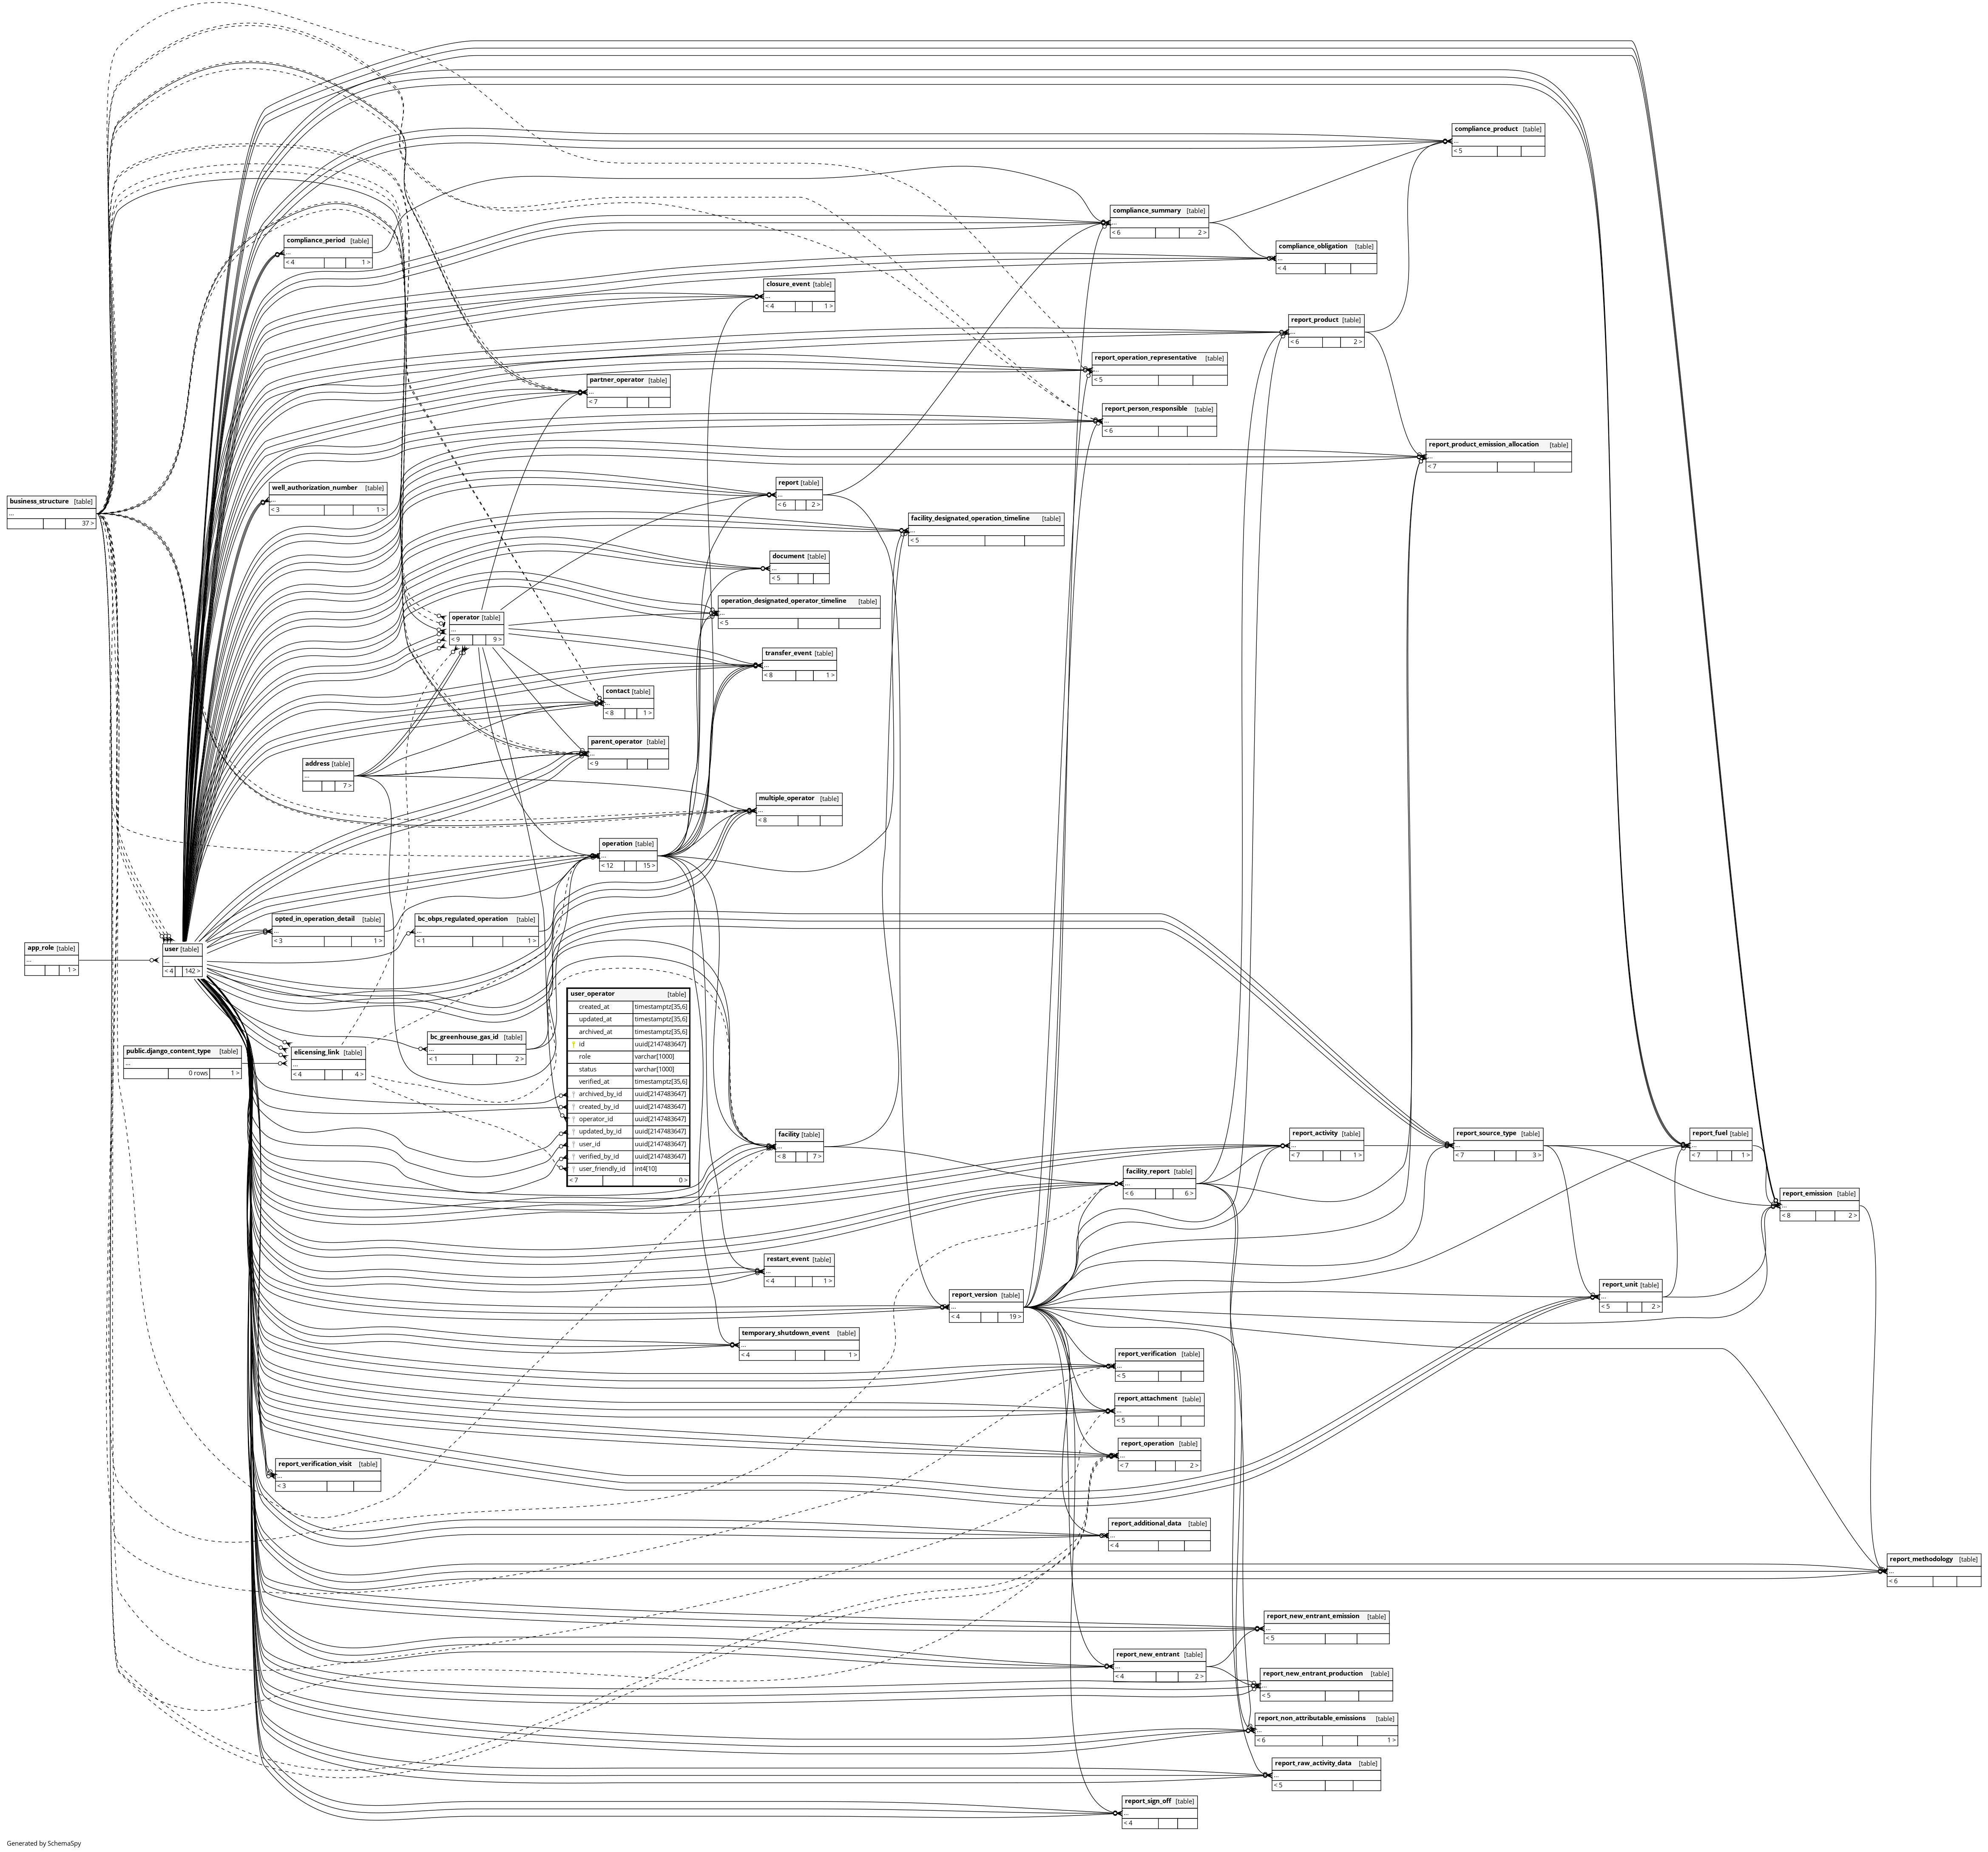 compliance_product [table]
...
< 5
compliance_summary [table]
...
< 6 2 >
compliance_period [table]
...
< 4 1 >
compliance_obligation [table]
...
< 4
closure_event [table]
...
< 4 1 >
report_product [table]
...
< 6 2 >
report_operation_representative [table]
...
< 5
partner_operator [table]
...
< 7
report_person_responsible [table]
...
< 6
report_product_emission_allocation [table]
...
< 7
business_structure [table]
...
37 >
well_authorization_number [table]
...
< 3 1 >
report [table]
...
< 6 2 >
facility_designated_operation_timeline [table]
...
< 5
document [table]
...
< 5
operation_designated_operator_timeline [table]
...
< 5
operator [table]
...
< 9 9 >
transfer_event [table]
...
< 8 1 >
contact [table]
...
< 8 1 >
parent_operator [table]
...
< 9
address [table]
...
7 >
multiple_operator [table]
...
< 8
operation [table]
...
< 12 15 >
opted_in_operation_detail [table]
...
< 3 1 >
bc_obps_regulated_operation [table]
...
< 1 1 >
app_role [table]
...
1 >
user [table]
...
< 4 142 >
user_operator [table]
created_at timestamptz[35,6]
updated_at timestamptz[35,6]
archived_at timestamptz[35,6]
id uuid[2147483647]
role varchar[1000]
status varchar[1000]
verified_at timestamptz[35,6]
archived_by_id uuid[2147483647]
created_by_id uuid[2147483647]
operator_id uuid[2147483647]
updated_by_id uuid[2147483647]
user_id uuid[2147483647]
verified_by_id uuid[2147483647]
user_friendly_id int4[10]
< 7 0 >
bc_greenhouse_gas_id [table]
...
< 1 2 >
public.django_content_type [table]
...
0 rows 1 >
elicensing_link [table]
...
< 4 4 >
facility [table]
...
< 8 7 >
report_activity [table]
...
< 7 1 >
report_source_type [table]
...
< 7 3 >
report_fuel [table]
...
< 7 1 >
facility_report [table]
...
< 6 6 >
report_emission [table]
...
< 8 2 >
restart_event [table]
...
< 4 1 >
report_version [table]
...
< 4 19 >
report_unit [table]
...
< 5 2 >
temporary_shutdown_event [table]
...
< 4 1 >
report_verification [table]
...
< 5
report_attachment [table]
...
< 5
report_operation [table]
...
< 7 2 >
report_verification_visit [table]
...
< 3
report_additional_data [table]
...
< 4
report_methodology [table]
...
< 6
report_new_entrant_emission [table]
...
< 5
report_new_entrant [table]
...
< 4 2 >
report_new_entrant_production [table]
...
< 5
report_non_attributable_emissions [table]
...
< 6 1 >
report_raw_activity_data [table]
...
< 5
report_sign_off [table]
...
< 4
Generated by SchemaSpy